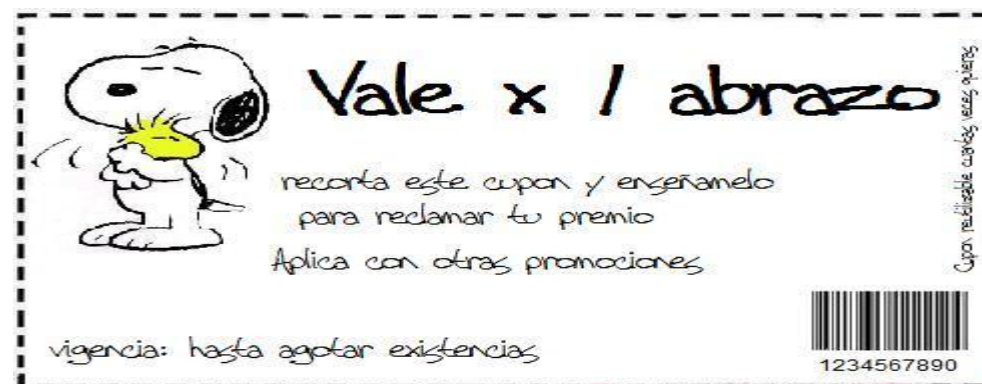 Vale x 1 abrazo
recorta este cupon y enseñamelo
para reclamar tu premio
Aplica con otras promociones
vigencia: hasta agotar existencias
Cupon reutilizable cuantas veces quieras
1234567890